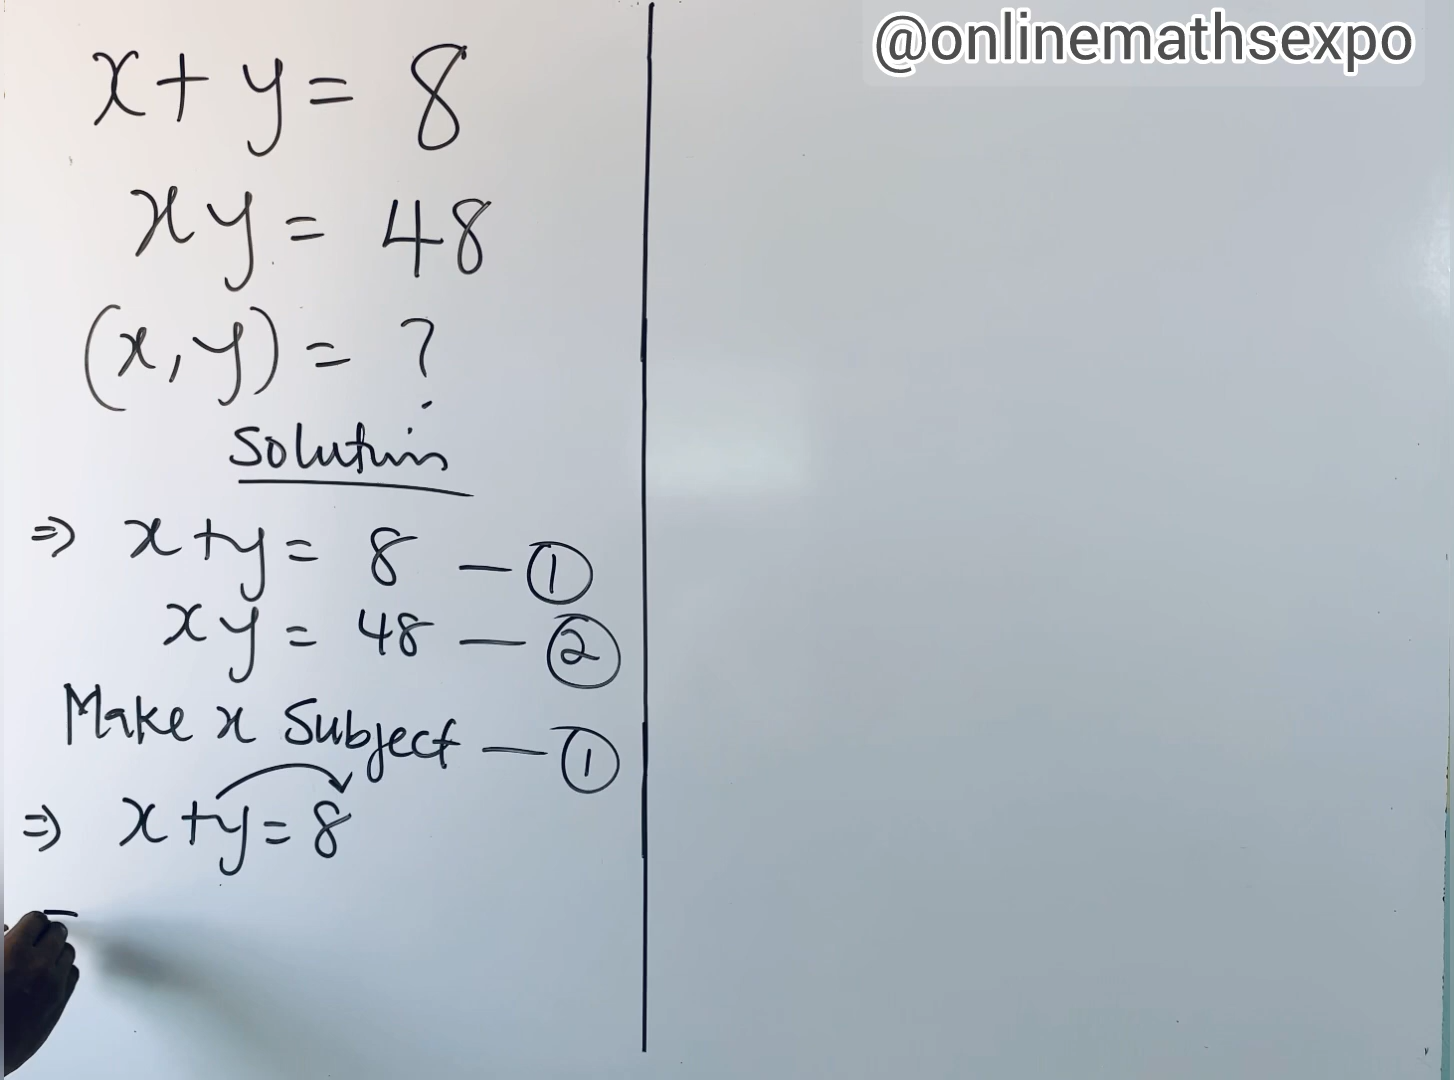 @onlinemathsexpo
x + y = 8
xy = 48
(x, y) = ?
Solution
⇒ x + y = 8 — ①
xy = 48 — ②
Make x Subject — ①
⇒ x + y = 8